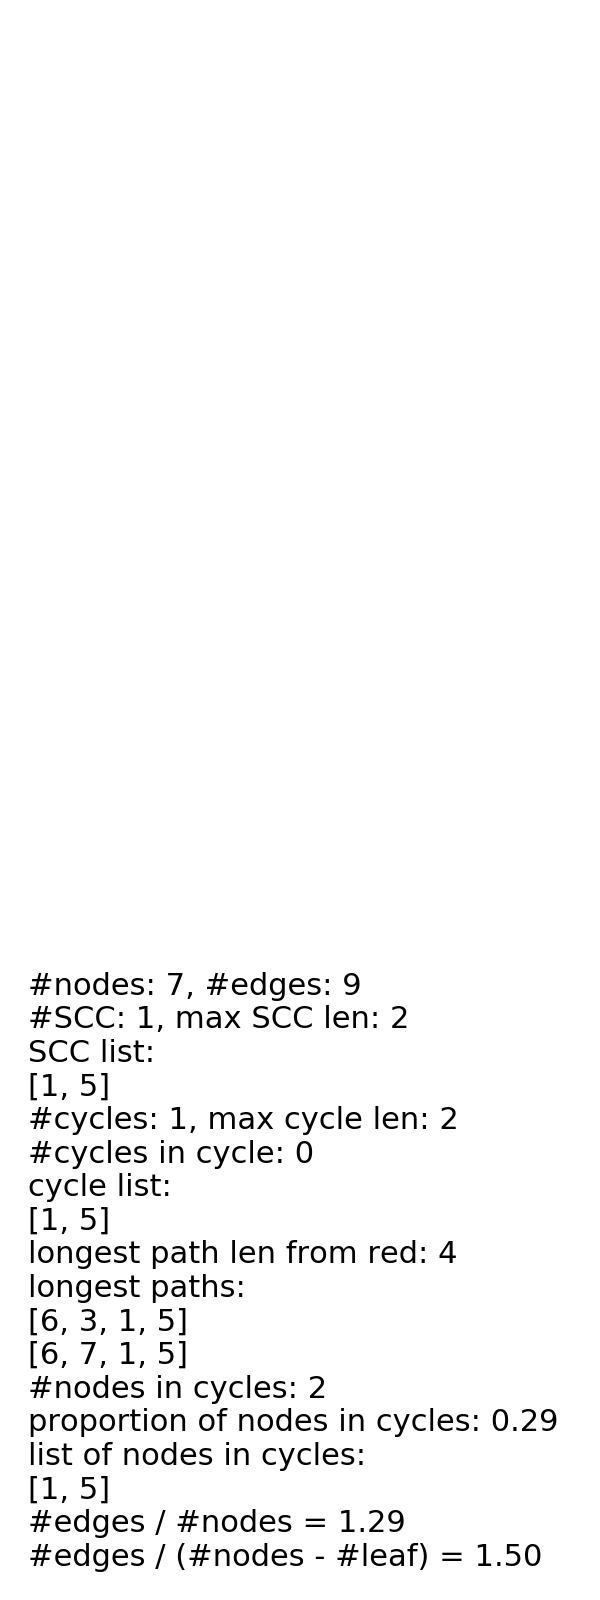 #nodes: 7, #edges: 9
#SCC: 1, max SCC len: 2
SCC list:
[1, 5]
#cycles: 1, max cycle len: 2
#cycles in cycle: 0
cycle list:
[1, 5]
longest path len from red: 4
longest paths:
[6, 3, 1, 5]
[6, 7, 1, 5]
#nodes in cycles: 2
proportion of nodes in cycles: 0.29
list of nodes in cycles:
[1, 5]
#edges / #nodes = 1.29
#edges / (#nodes - #leaf) = 1.50